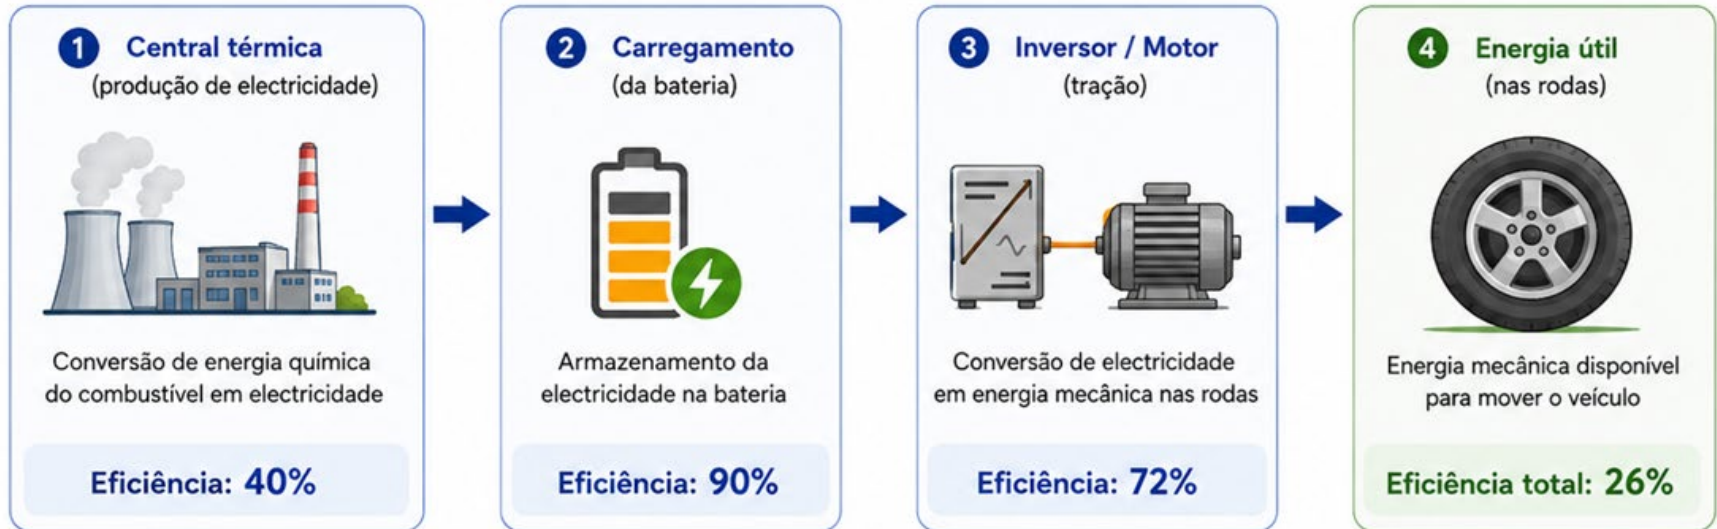 1 Central térmica
(produção de electricidade)
Conversão de energia química
do combustível em electricidade
Eficiência: 40%
2 Carregamento
(da bateria)
Armazenamento da
electricidade na bateria
Eficiência: 90%
3 Inversor / Motor
(tração)
Conversão de electricidade
em energia mecânica nas rodas
Eficiência: 72%
4 Energia útil
(nas rodas)
Energia mecânica disponível
para mover o veículo
Eficiência total: 26%